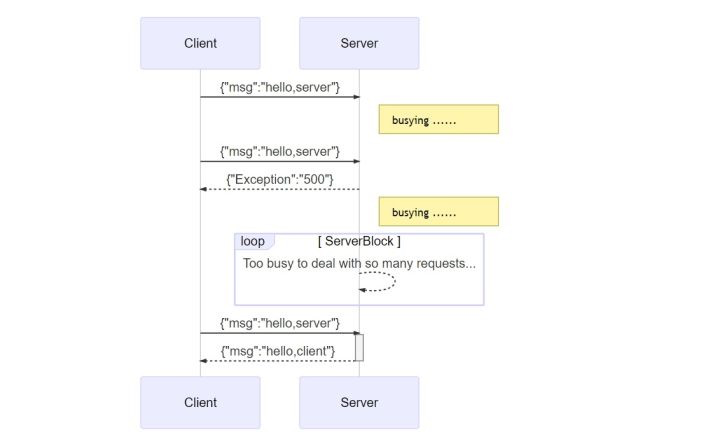 Client Server
{"msg":"hello,server"}
busying ......
{"msg":"hello,server"}
{"Exception":"500"}
busying ......
loop [ ServerBlock ]
Too busy to deal with so many requests...
{"msg":"hello,server"}
{"msg":"hello,client"}
Client Server